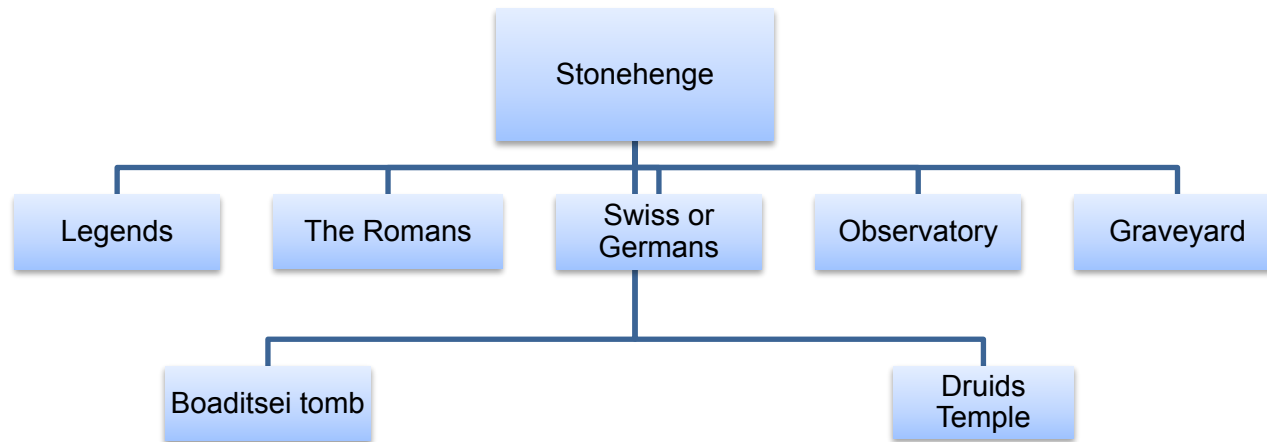 Stonehenge
Legends
The Romans
Swiss or
Germans
Observatory
Graveyard
Boaditsei tomb
Druids
Temple